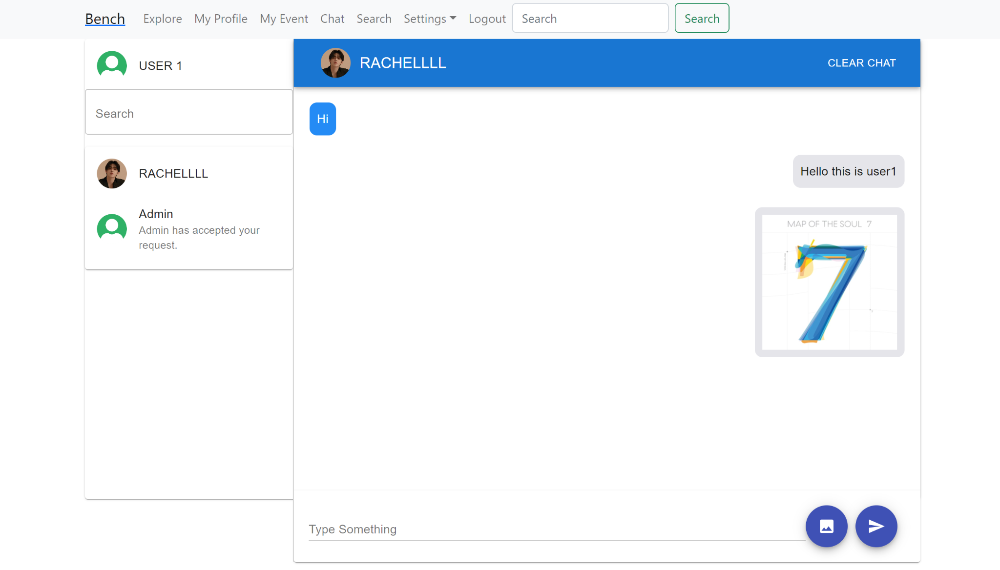 Bench Explore My Profile My Event Chat Search Settings Logout Search Search
USER 1
Search
RACHELLLL
Admin
Admin has accepted your
request.
RACHELLLL CLEAR CHAT
Hi
Hello this is user1
MAP OF THE SOUL 7
7
Type Something